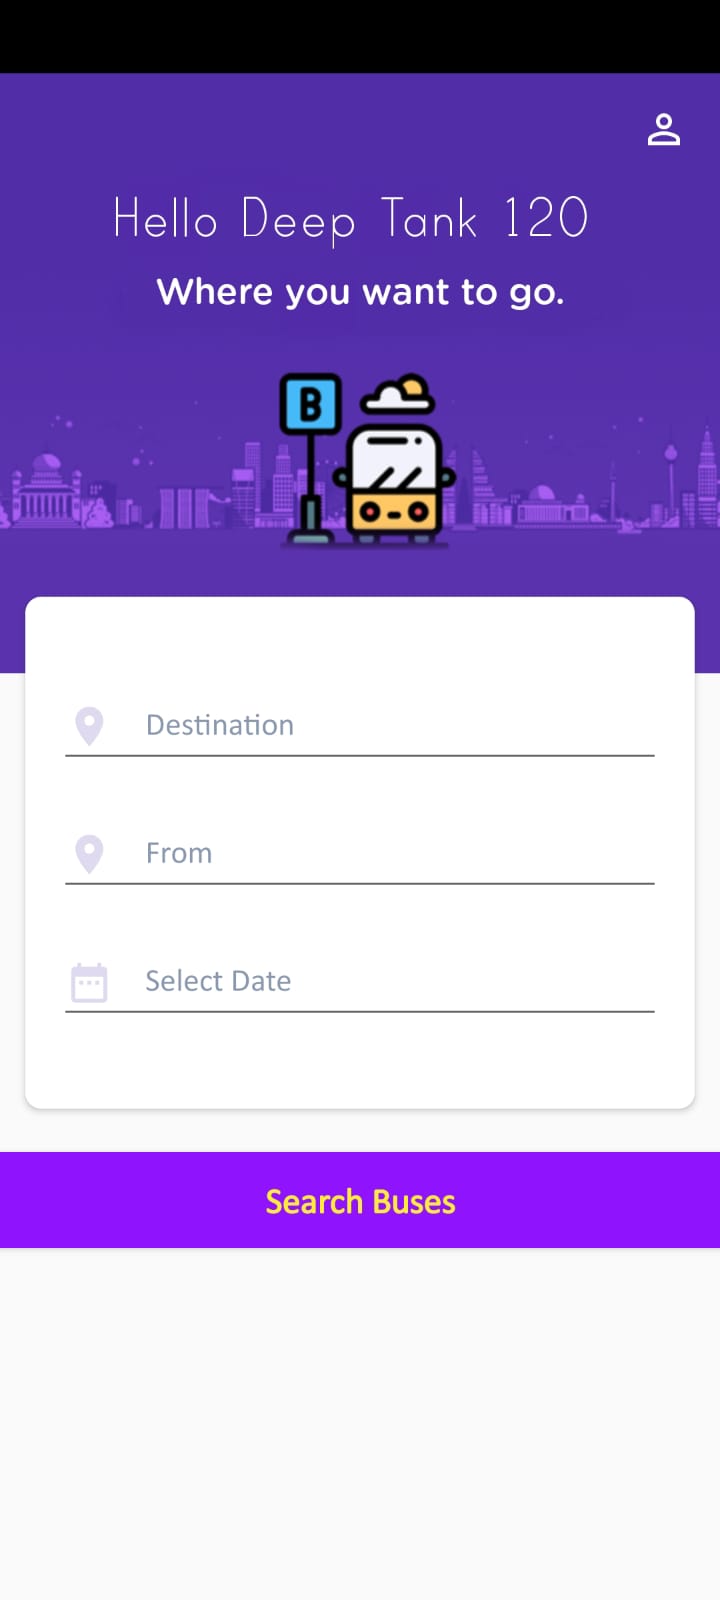 Hello Deep Tank 120
Where you want to go.
B
Destination
From
Select Date
Search Buses